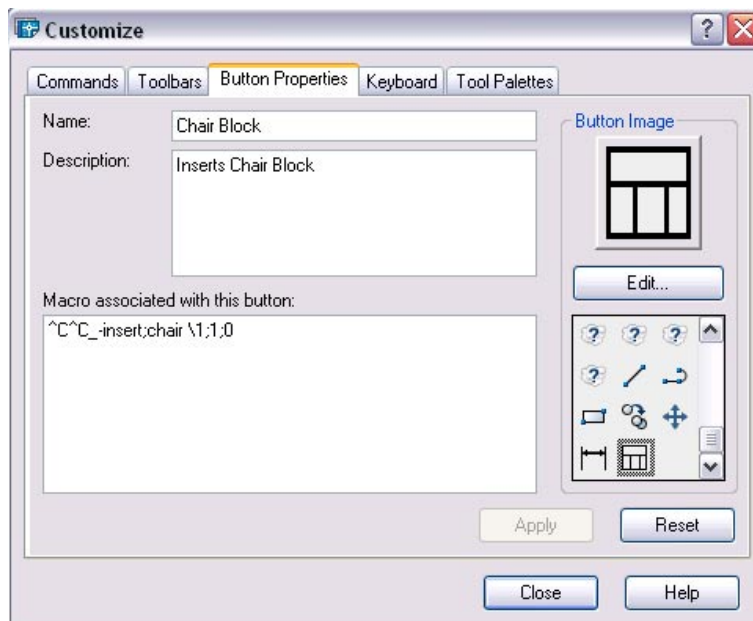 Customize
Commands Toolbars Button Properties Keyboard Tool Palettes
Name: Chair Block
Description: Inserts Chair Block
Button Image
Edit...
Macro associated with this button:
^C^C_-insert;chair \1;1;0
Apply Reset
Close Help